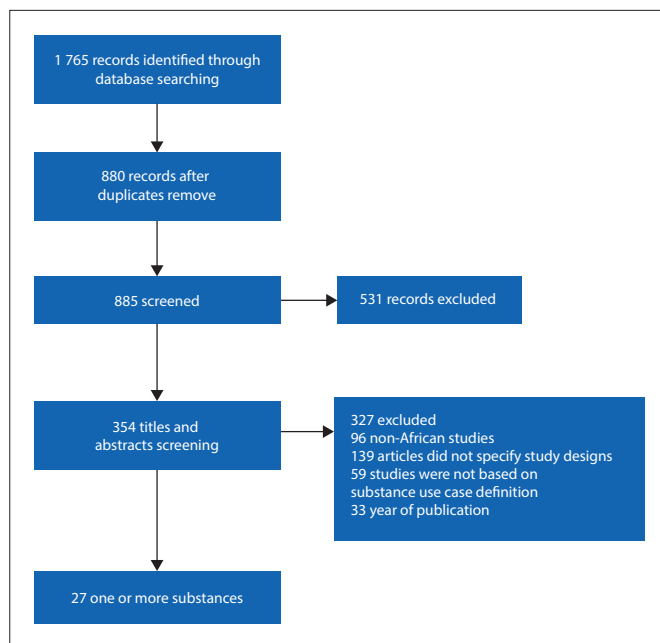 1 765 records identified through
database searching
880 records after
duplicates remove
885 screened
531 records excluded
354 titles and
abstracts screening
327 excluded
96 non-African studies
139 articles did not specify study designs
59 studies were not based on
substance use case definition
33 year of publication
27 one or more substances